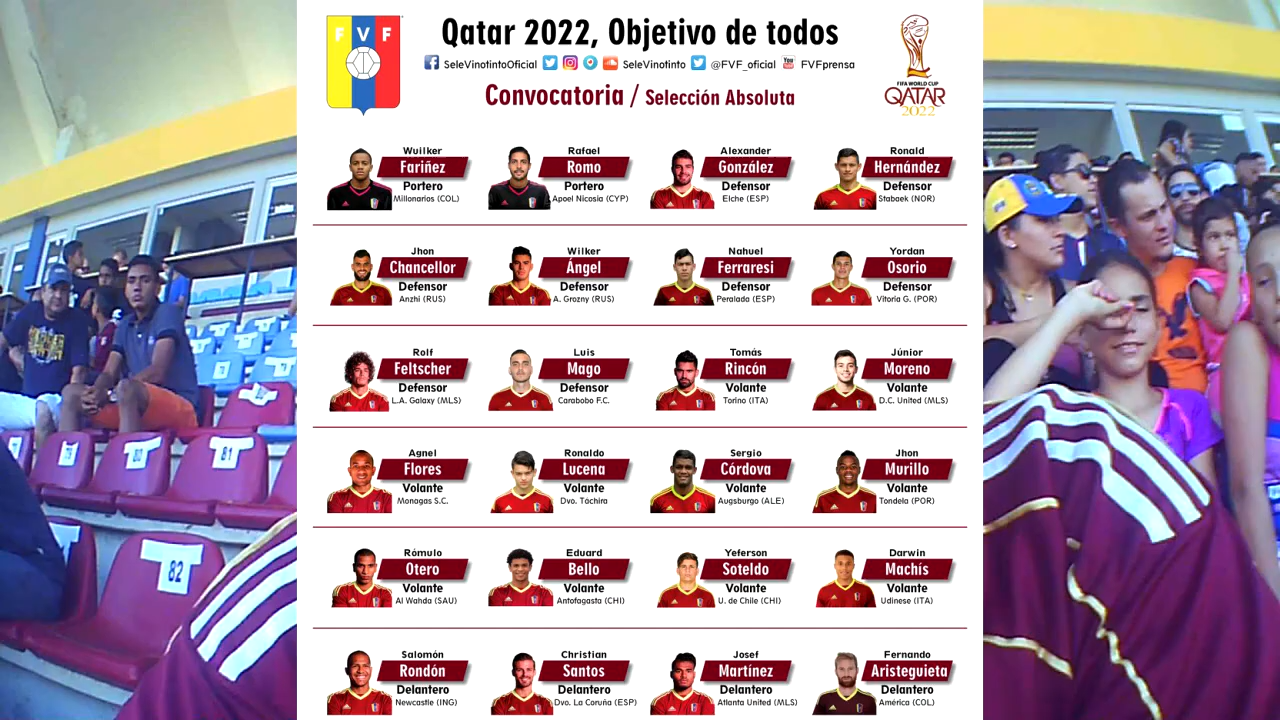 F V F
Qatar 2022, Objetivo de todos
SeleVinotintoOficial SeleVinotinto @FVF_oficial You Tube FVFprensa
Convocatoria / Selección Absoluta
FIFA WORLD CUP
QATAR
2022
Wuilker Rafael Alexander Ronald
Fariñez Romo González Hernández
Portero Portero Defensor Defensor
Millonarios (COL) Apoel Nicosia (CYP) Elche (ESP) Stabaek (NOR)
Jhon Wilker Nahuel Yordan
Chancellor Ángel Ferraresi Osorio
Defensor Defensor Defensor Defensor
Anzhi (RUS) A. Grozny (RUS) Peralada (ESP) Vitoria G. (POR)
Rolf Luis Tomás Júnior
Feltscher Mago Rincón Moreno
Defensor Defensor Volante Volante
L.A. Galaxy (MLS) Carabobo F.C. Torino (ITA) D.C. United (MLS)
Agnel Ronaldo Sergio Jhon
Flores Lucena Córdova Murillo
Volante Volante Volante Volante
Monagas S.C. Dvo. Táchira Augsburgo (ALE) Tondela (POR)
Rómulo Eduard Yeferson Darwin
Otero Bello Soteldo Machís
Volante Volante Volante Volante
Al Wahda (SAU) Antofagasta (CHI) U. de Chile (CHI) Udinese (ITA)
Salomón Christian Josef Fernando
Rondón Santos Martínez Aristeguieta
Delantero Delantero Delantero Delantero
Newcastle (ING) Dvo. La Coruña (ESP) Atlanta United (MLS) América (COL)
79 80 81
82